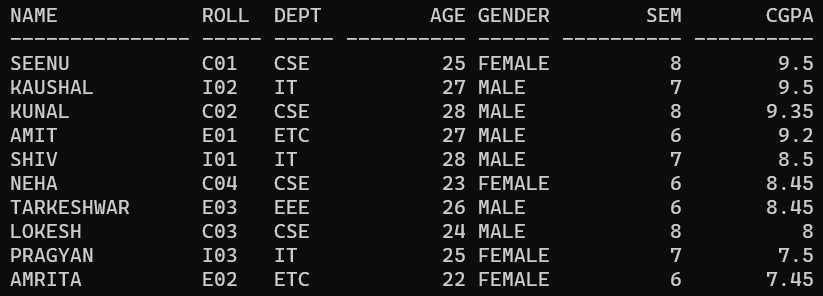 NAME            ROLL  DEPT         AGE GENDER        SEM       CGPA
--------------- ----- ----- ---------- ------ ---------- ----------
SEENU           C01   CSE           25 FEMALE          8        9.5
KAUSHAL         I02   IT            27 MALE            7        9.5
KUNAL           C02   CSE           28 MALE            8       9.35
AMIT            E01   ETC           27 MALE            6        9.2
SHIV            I01   IT            28 MALE            7        8.5
NEHA            C04   CSE           23 FEMALE          6       8.45
TARKESHWAR      E03   EEE           26 MALE            6       8.45
LOKESH          C03   CSE           24 MALE            8          8
PRAGYAN         I03   IT            25 FEMALE          7        7.5
AMRITA          E02   ETC           22 FEMALE          6       7.45